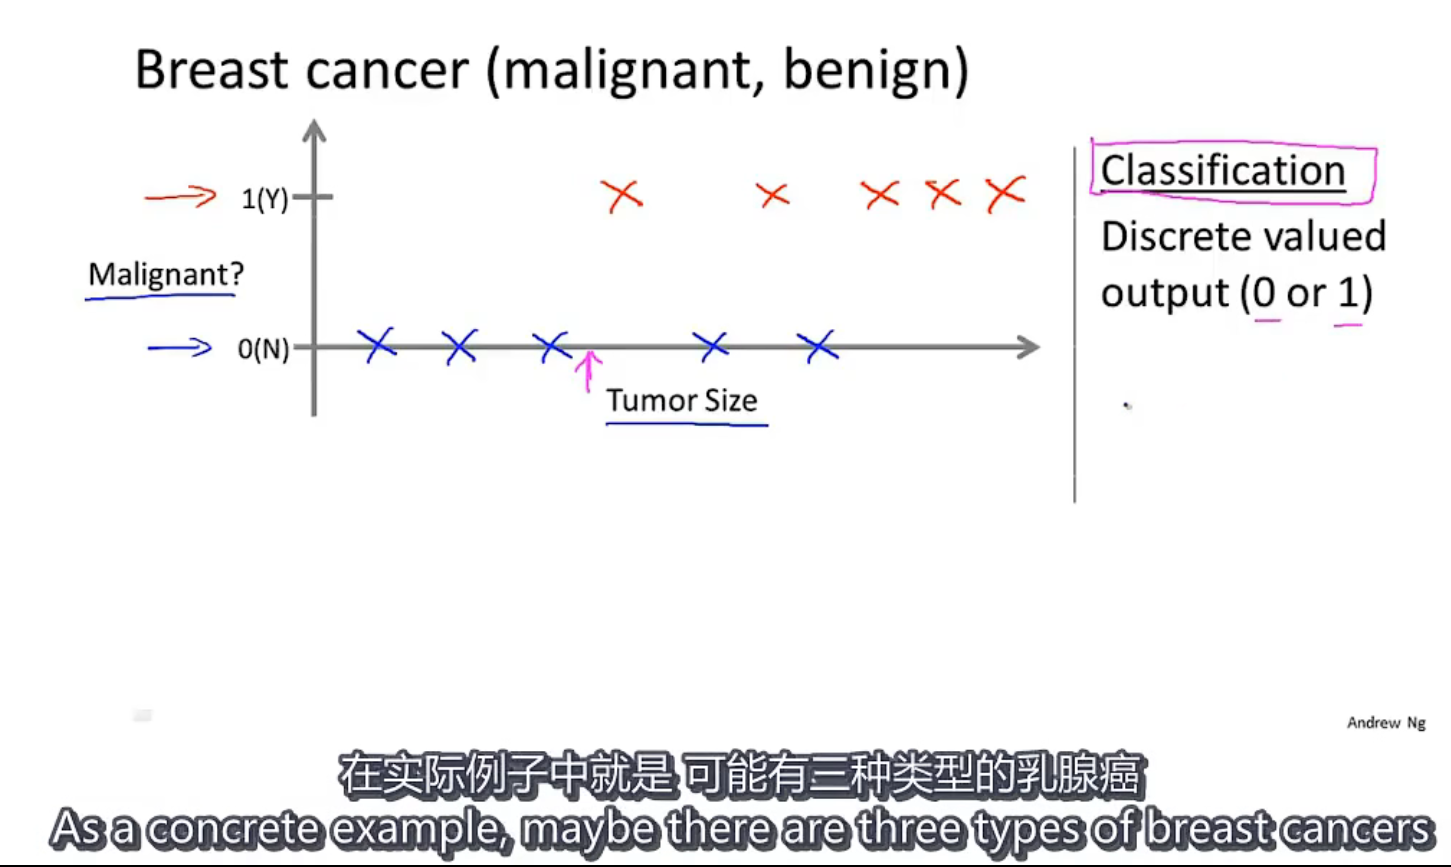 Breast cancer (malignant, benign)
1(Y)
Malignant?
0(N)
Tumor Size
Classification
Discrete valued
output (0 or 1)
Andrew Ng
在实际例子中就是 可能有三种类型的乳腺癌
As a concrete example, maybe there are three types of breast cancers